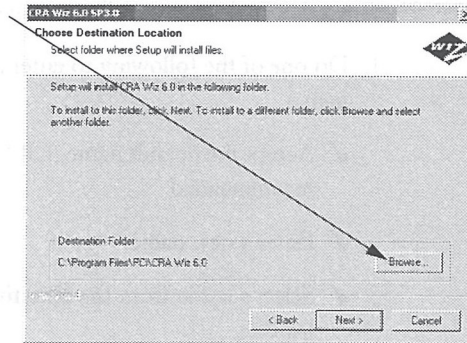 CRA Wiz 6.0 SP3.0
Choose Destination Location
Select folder where Setup will install files.
WIZ
Setup will install CRA Wiz 6.0 in the following folder.
To install to this folder, click Next. To install to a different folder, click Browse and select
another folder.
Destination Folder
C:\Program Files\PCi\CRA Wiz 6.0
Browse...
< Back
Next >
Cancel